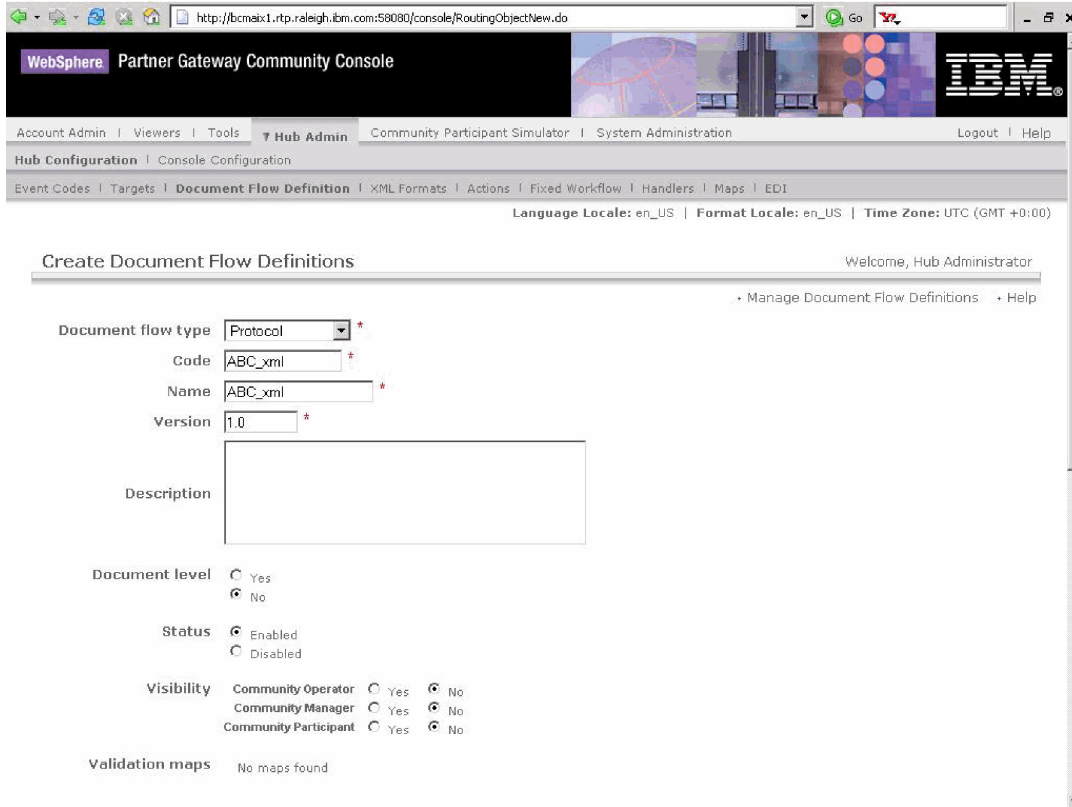 http://bcmaix1.rtp.raleigh.ibm.com:58080/console/RoutingObjectNew.do Go
WebSphere Partner Gateway Community Console IBM®
Account Admin | Viewers | Tools ▼ Hub Admin Community Participant Simulator | System Administration Logout | Help
Hub Configuration | Console Configuration
Event Codes | Targets | Document Flow Definition | XML Formats | Actions | Fixed Workflow | Handlers | Maps | EDI
Language Locale: en_US | Format Locale: en_US | Time Zone: UTC (GMT +0:00)
Create Document Flow Definitions Welcome, Hub Administrator
Manage Document Flow Definitions Help
Document flow type Protocol *
Code ABC_xml *
Name ABC_xml *
Version 1.0 *
Description
Document level Yes
No
Status Enabled
Disabled
Visibility Community Operator Yes No
Community Manager Yes No
Community Participant Yes No
Validation maps No maps found